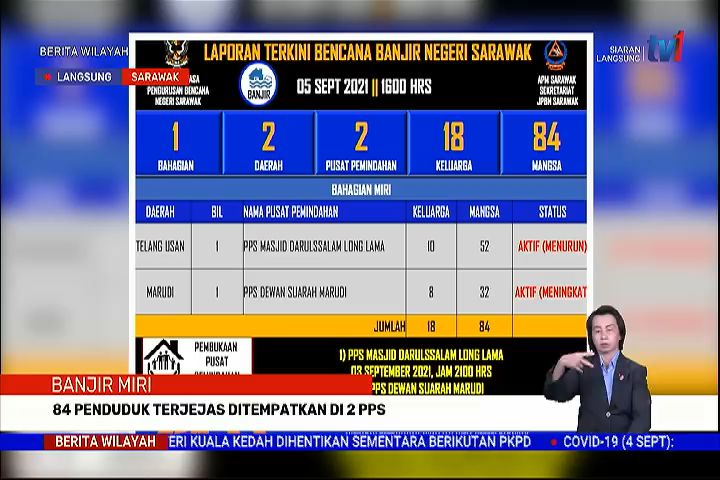 BERITA WILAYAH
LANGSUNG SARAWAK
SIARAN
LANGSUNG
tv1
LAPORAN TERKINI BENCANA BANJIR NEGERI SARAWAK
05 SEPT 2021 || 1600 HRS
PENGURUSAN BENCANA
NEGERI SARAWAK
BANJIR
APM SARAWAK
SEKRETARIAT
JPBN SARAWAK
1 2 2 18 84
BAHAGIAN DAERAH PUSAT PEMINDAHAN KELUARGA MANGSA
BAHAGIAN MIRI
DAERAH BIL NAMA PUSAT PEMINDAHAN KELUARGA MANGSA STATUS
TELANG USAN 1 PPS MASJID DARULSSALAM LONG LAMA 10 52 AKTIF (MENURUN)
MARUDI 1 PPS DEWAN SUARAH MARUDI 8 32 AKTIF (MENINGKAT
JUMLAH 18 84
PEMBUKAAN
PUSAT
1) PPS MASJID DARULSSALAM LONG LAMA
03 SEPTEMBER 2021, JAM 2100 HRS
PPS DEWAN SUARAH MARUDI
BANJIR MIRI
84 PENDUDUK TERJEJAS DITEMPATKAN DI 2 PPS
BERITA WILAYAH ERI KUALA KEDAH DIHENTIKAN SEMENTARA BERIKUTAN PKPD • COVID-19 (4 SEPT):